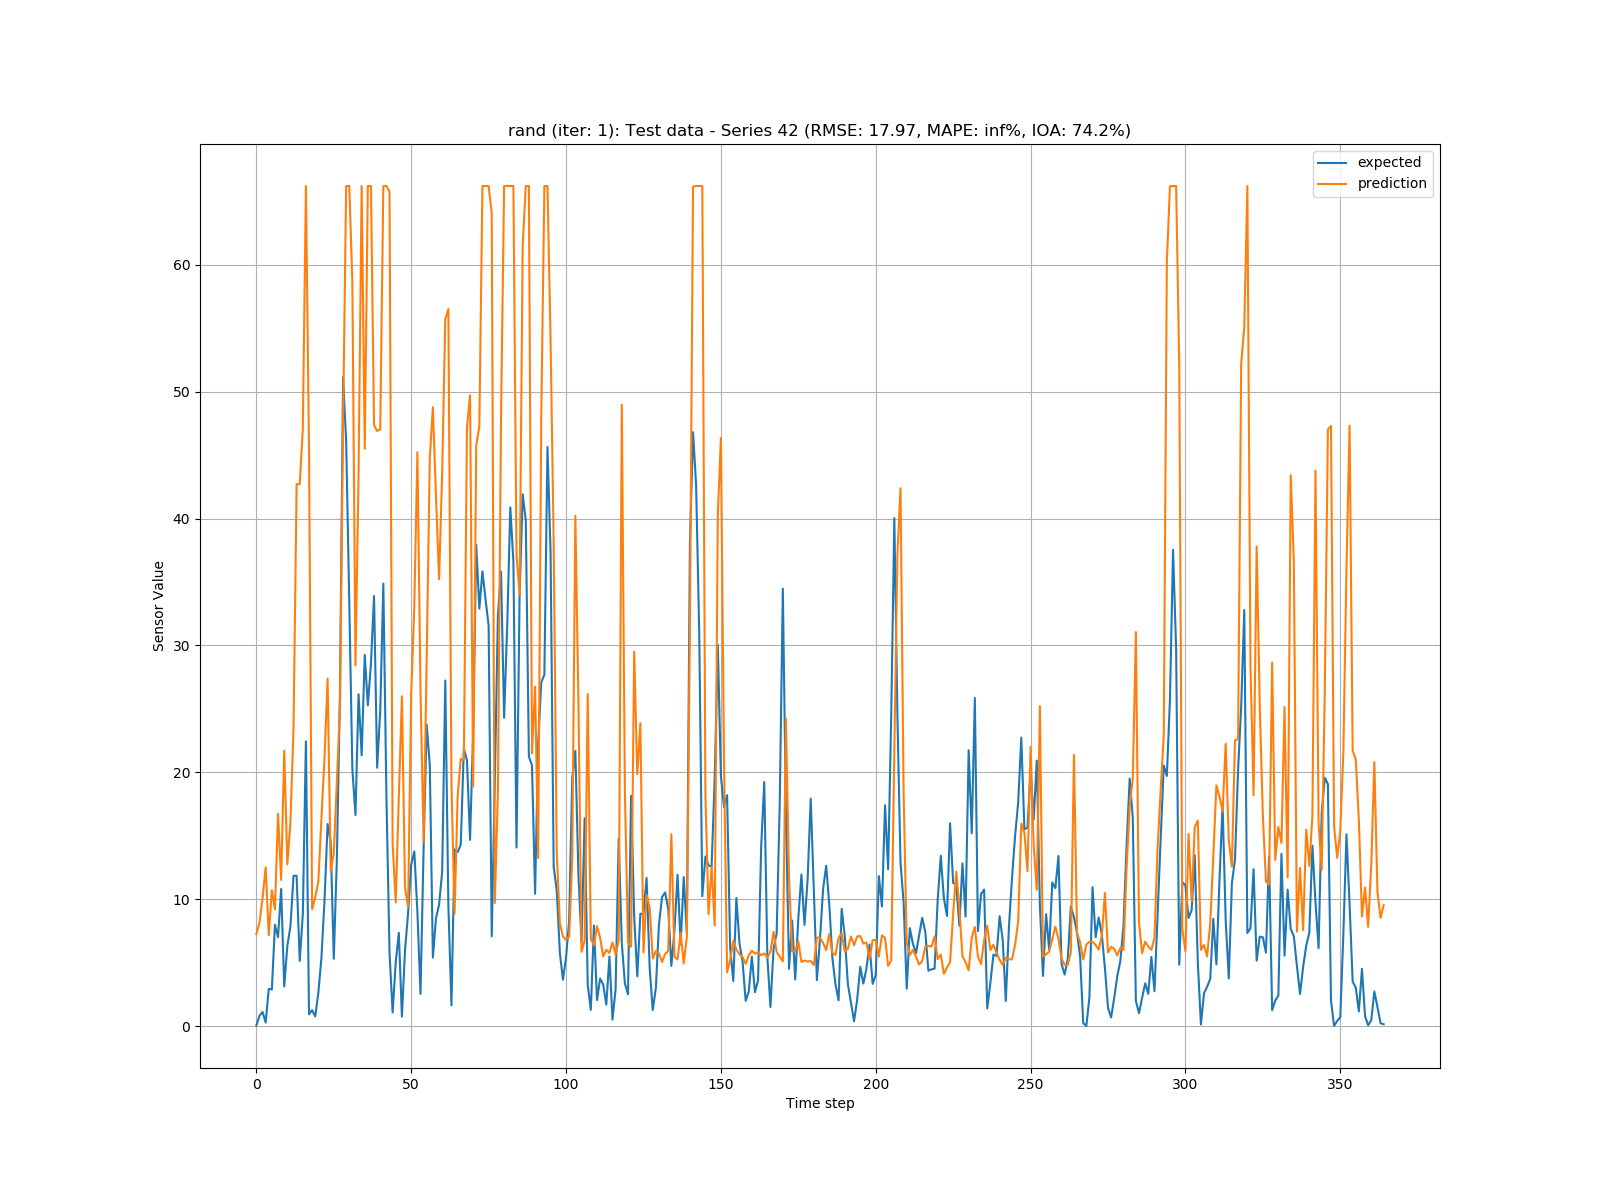 rand (iter: 1): Test data - Series 42 (RMSE: 17.97, MAPE: inf%, IOA: 74.2%)
expected
prediction
Sensor Value
60
50
40
30
20
10
0
0 50 100 150 200 250 300 350
Time step